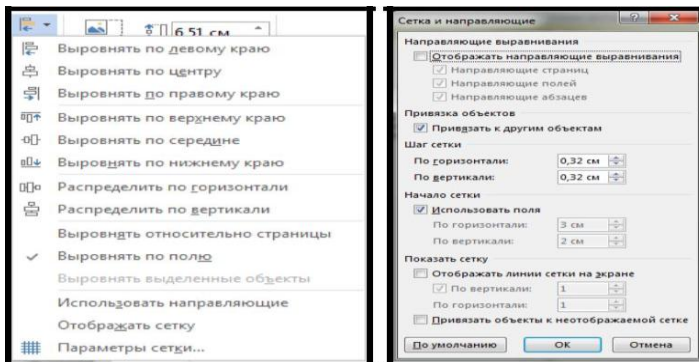 6,51 см
Выровнять по левому краю
Выровнять по центру
Выровнять по правому краю
Выровнять по верхнему краю
Выровнять по середине
Выровнять по нижнему краю
Распределить по горизонтали
Распределить по вертикали
Выровнять относительно страницы
Выровнять по полю
Выровнять выделенные объекты
Использовать направляющие
Отображать сетку
Параметры сетки...
Сетка и направляющие
Направляющие выравнивания
Отображать направляющие выравнивания
Направляющие страниц
Направляющие полей
Направляющие абзацев
Привязка объектов
Привязать к другим объектам
Шаг сетки
По горизонтали: 0,32 см
По вертикали: 0,32 см
Начало сетки
Использовать поля
По горизонтали: 3 см
По вертикали: 2 см
Показать сетку
Отображать линии сетки на экране
По вертикали: 1
По горизонтали: 1
Привязать объекты к неотображаемой сетке
По умолчанию ОК Отмена